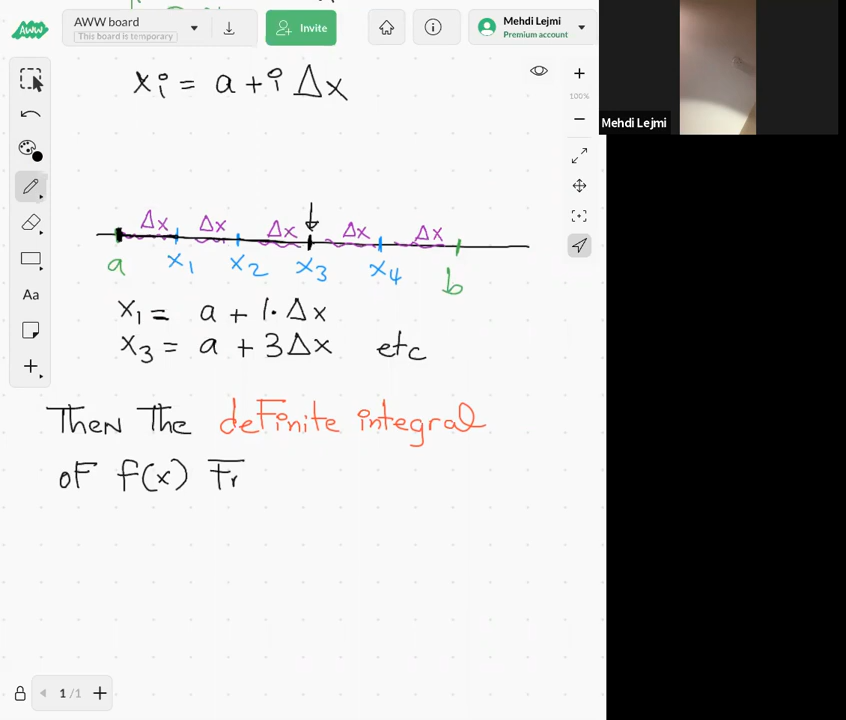 AWW
AWW board
This board is temporary
Invite
Mehdi Lejmi
Premium account
100%
Mehdi Lejmi
Aa
xi = a + i Δx
Δx Δx Δx Δx Δx
a x1 x2 x3 x4 b
x1 = a + 1. Δx
x3 = a + 3Δx etc
Then The deFinite integral
oF f(x) Fr
1 / 1